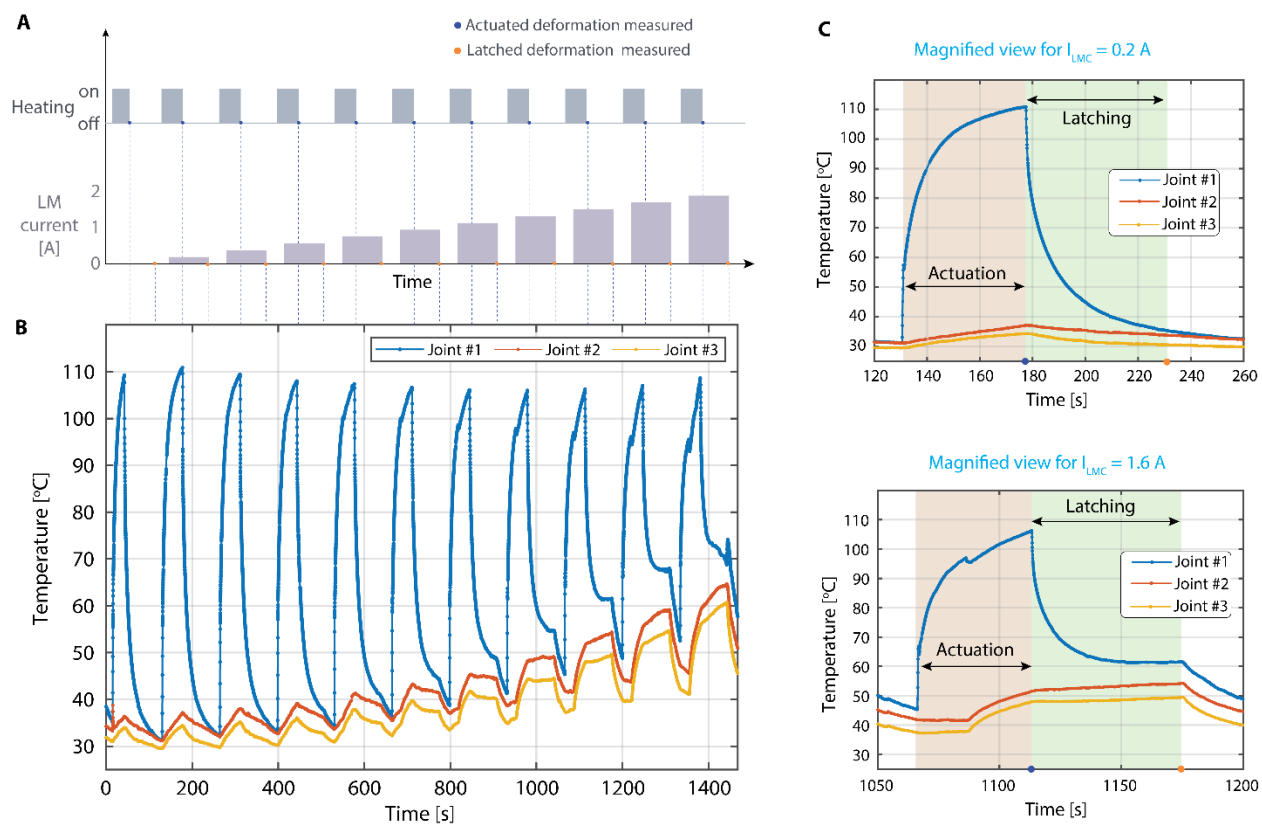 A
Actuated deformation measured
Latched deformation measured
Heating
on
off
LM
current
[A]
2
1
0
Time
B
Joint #1
Joint #2
Joint #3
Temperature [°C]
110
100
90
80
70
60
50
40
30
0
200
400
600
800
1000
1200
1400
Time [s]
C
Magnified view for I_LMC = 0.2 A
Latching
Joint #1
Joint #2
Joint #3
Actuation
Temperature [°C]
110
100
90
80
70
60
50
40
30
120
140
160
180
200
220
240
260
Time [s]
Magnified view for I_LMC = 1.6 A
Latching
Joint #1
Joint #2
Joint #3
Actuation
Temperature [°C]
110
100
90
80
70
60
50
40
30
25
1050
1100
1150
1200
Time [s]